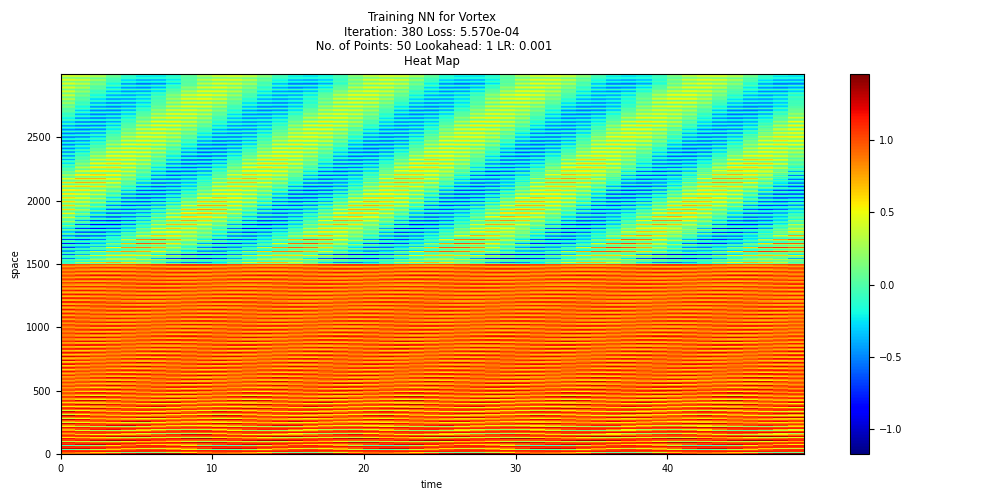 Training NN for Vortex
Iteration: 380 Loss: 5.570e-04
No. of Points: 50 Lookahead: 1 LR: 0.001
Heat Map
2500
2000
1500
1000
500
0
space
0 10 20 30 40
time
1.0
0.5
0.0
−0.5
−1.0